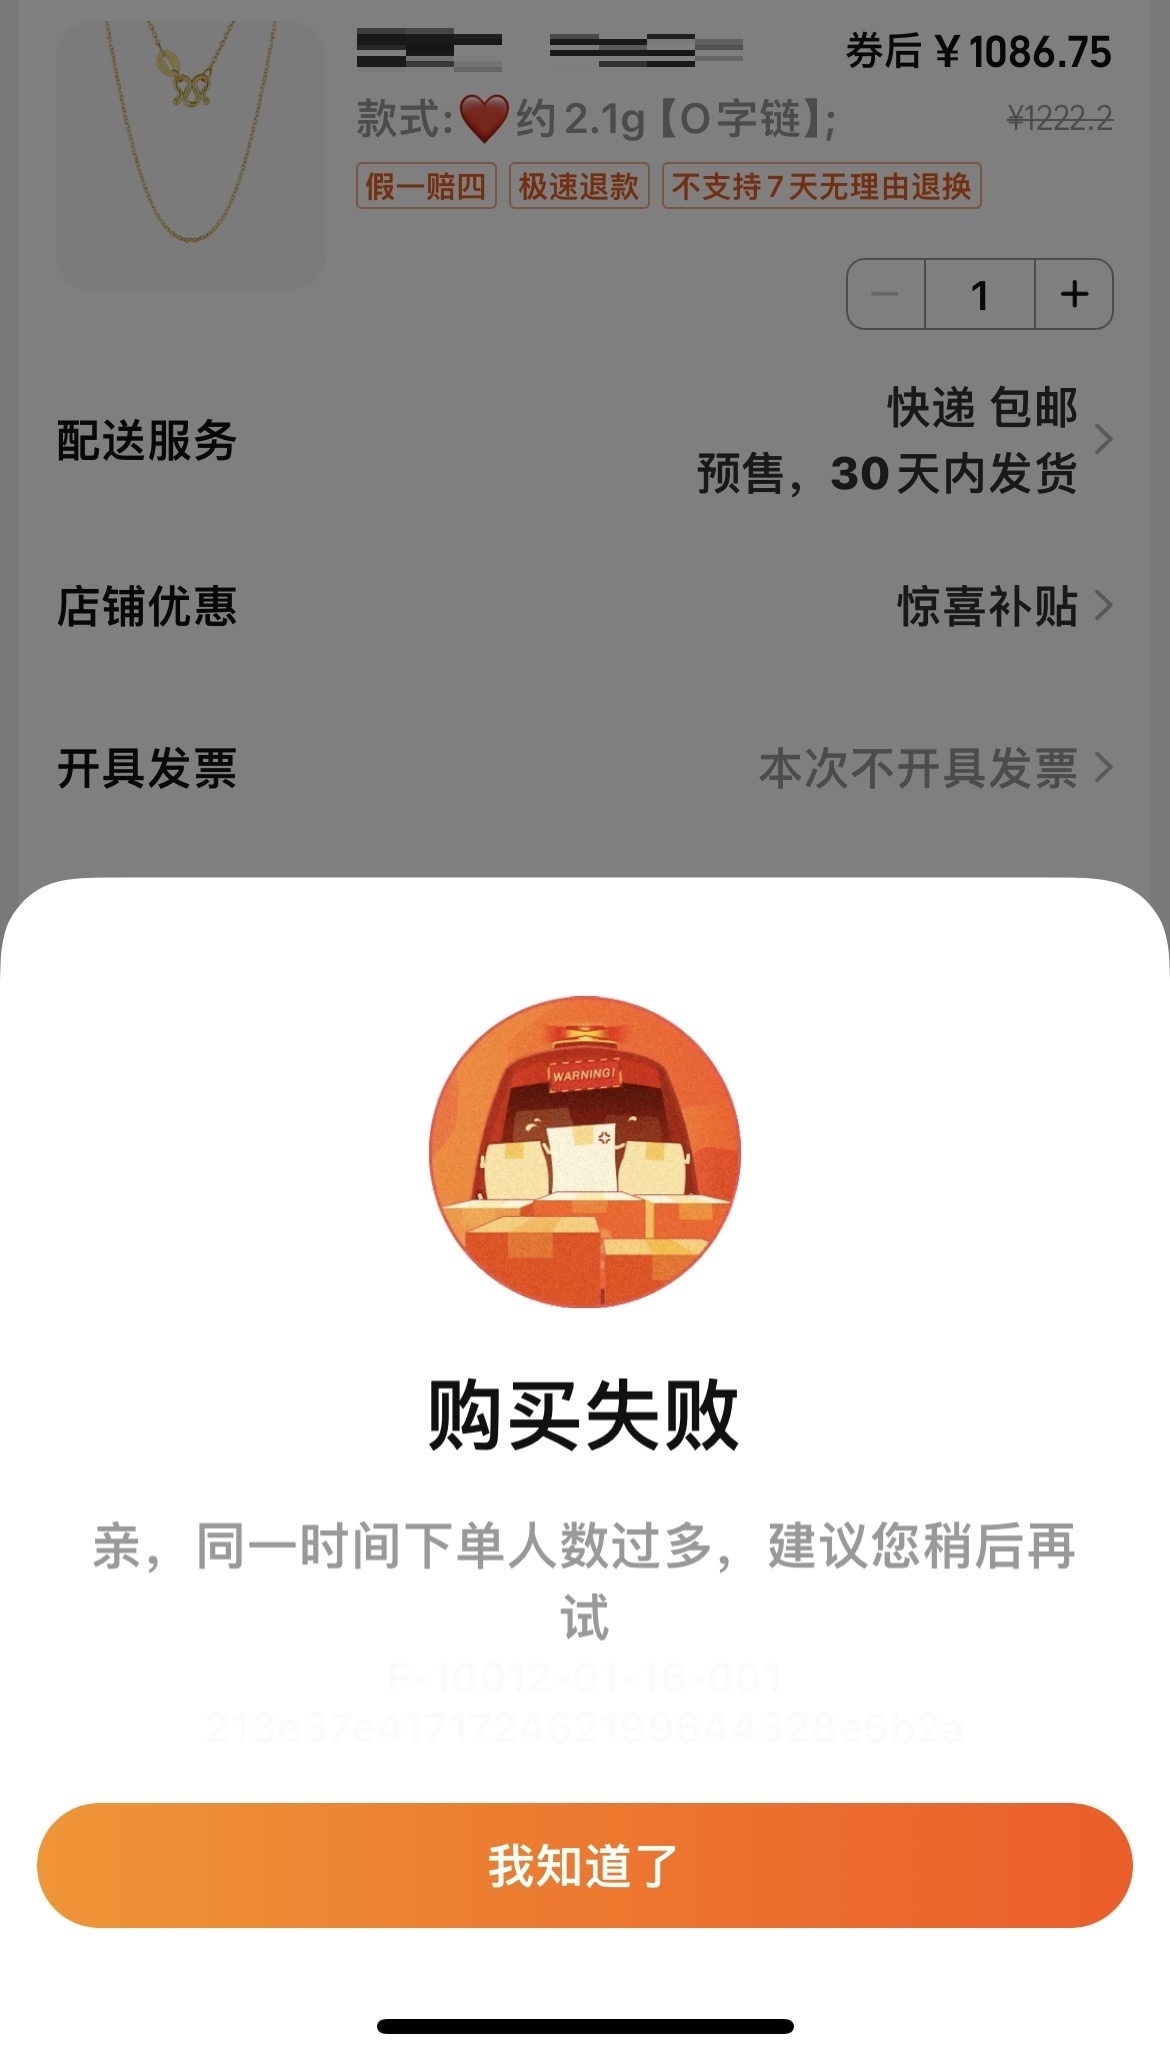 券后 ¥1086.75
款式:❤️约2.1g【O字链】;
¥1222.2
假一赔四 极速退款 不支持7天无理由退换
1
配送服务
快递 包邮
预售，30天内发货
店铺优惠
惊喜补贴
开具发票
本次不开具发票
WARNING!
购买失败
亲，同一时间下单人数过多，建议您稍后再
试
F-10012-01-16-001
213e37e417172462199644328e5b2a
我知道了